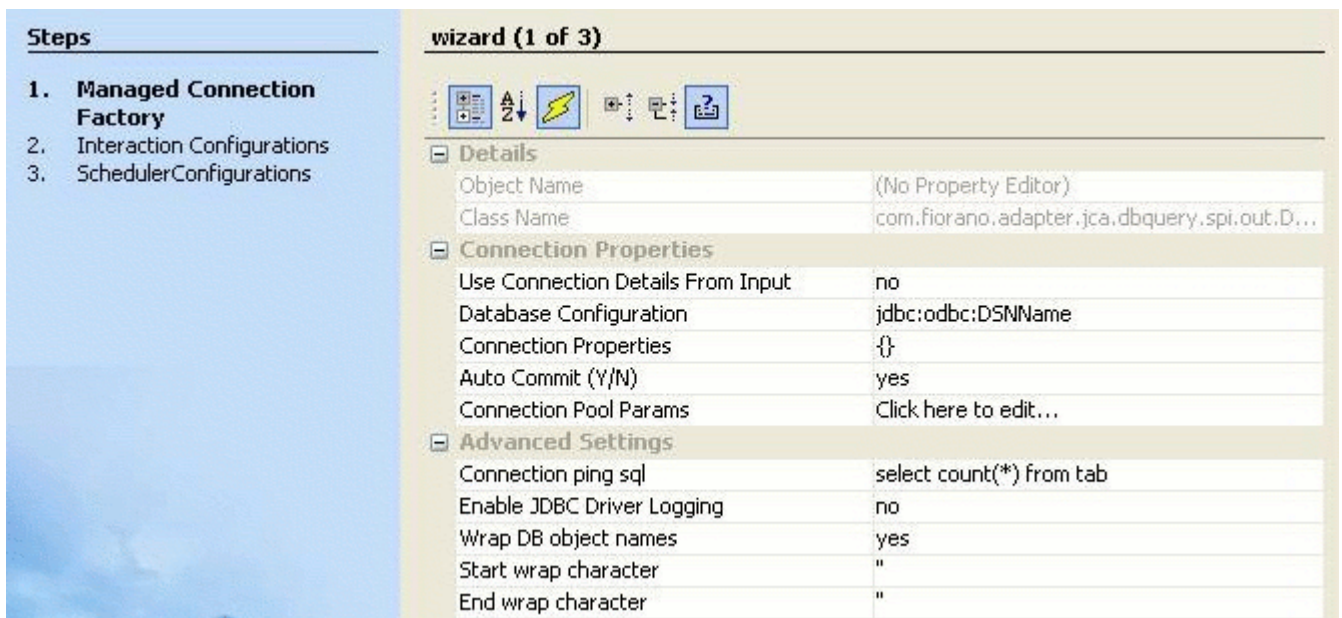 Steps
1. Managed Connection
Factory
2. Interaction Configurations
3. SchedulerConfigurations
wizard (1 of 3)
Details
Object Name (No Property Editor)
Class Name com.fiorano.adapter.jca.dbquery.spi.out.D...
Connection Properties
Use Connection Details From Input no
Database Configuration jdbc:odbc:DSNName
Connection Properties {}
Auto Commit (Y/N) yes
Connection Pool Params Click here to edit...
Advanced Settings
Connection ping sql select count(*) from tab
Enable JDBC Driver Logging no
Wrap DB object names yes
Start wrap character "
End wrap character "